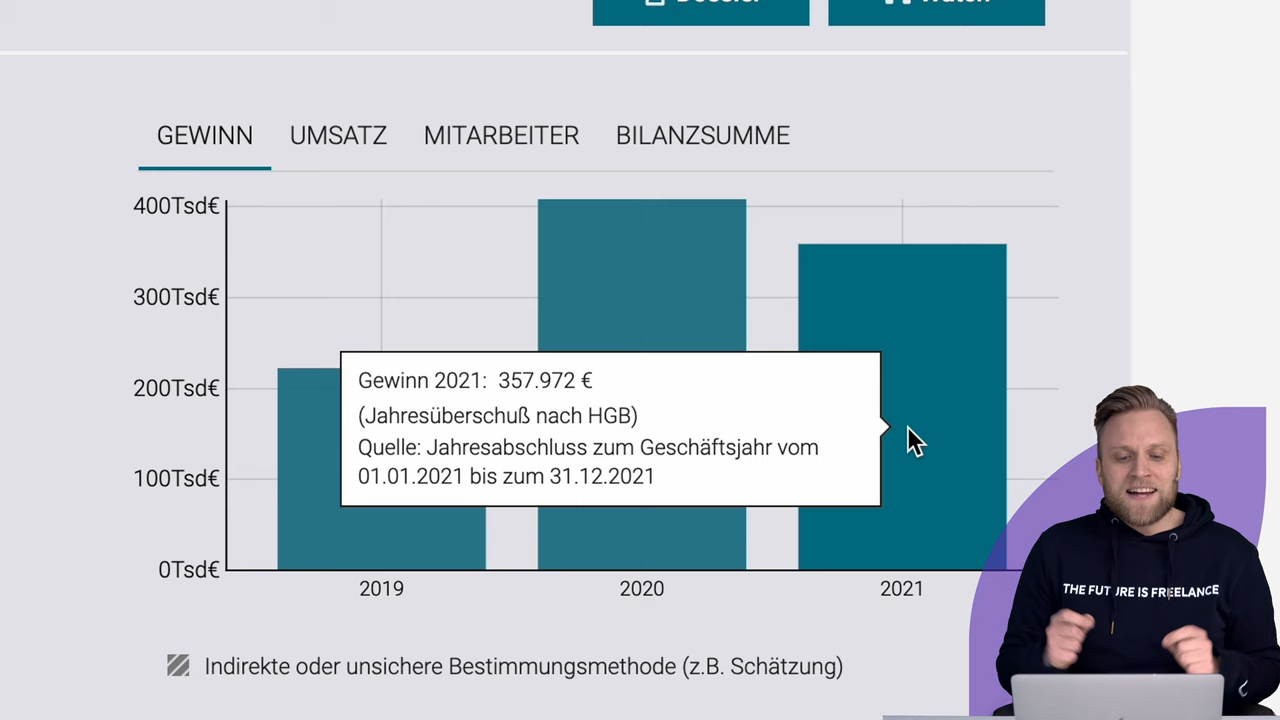 Dossier
Watch
GEWINN UMSATZ MITARBEITER BILANZSUMME
400Tsd€
300Tsd€
200Tsd€
100Tsd€
0Tsd€
Gewinn 2021: 357.972 €
(Jahresüberschuß nach HGB)
Quelle: Jahresabschluss zum Geschäftsjahr vom
01.01.2021 bis zum 31.12.2021
2019 2020 2021
Indirekte oder unsichere Bestimmungsmethode (z.B. Schätzung)
THE FUTURE IS FREELANCE